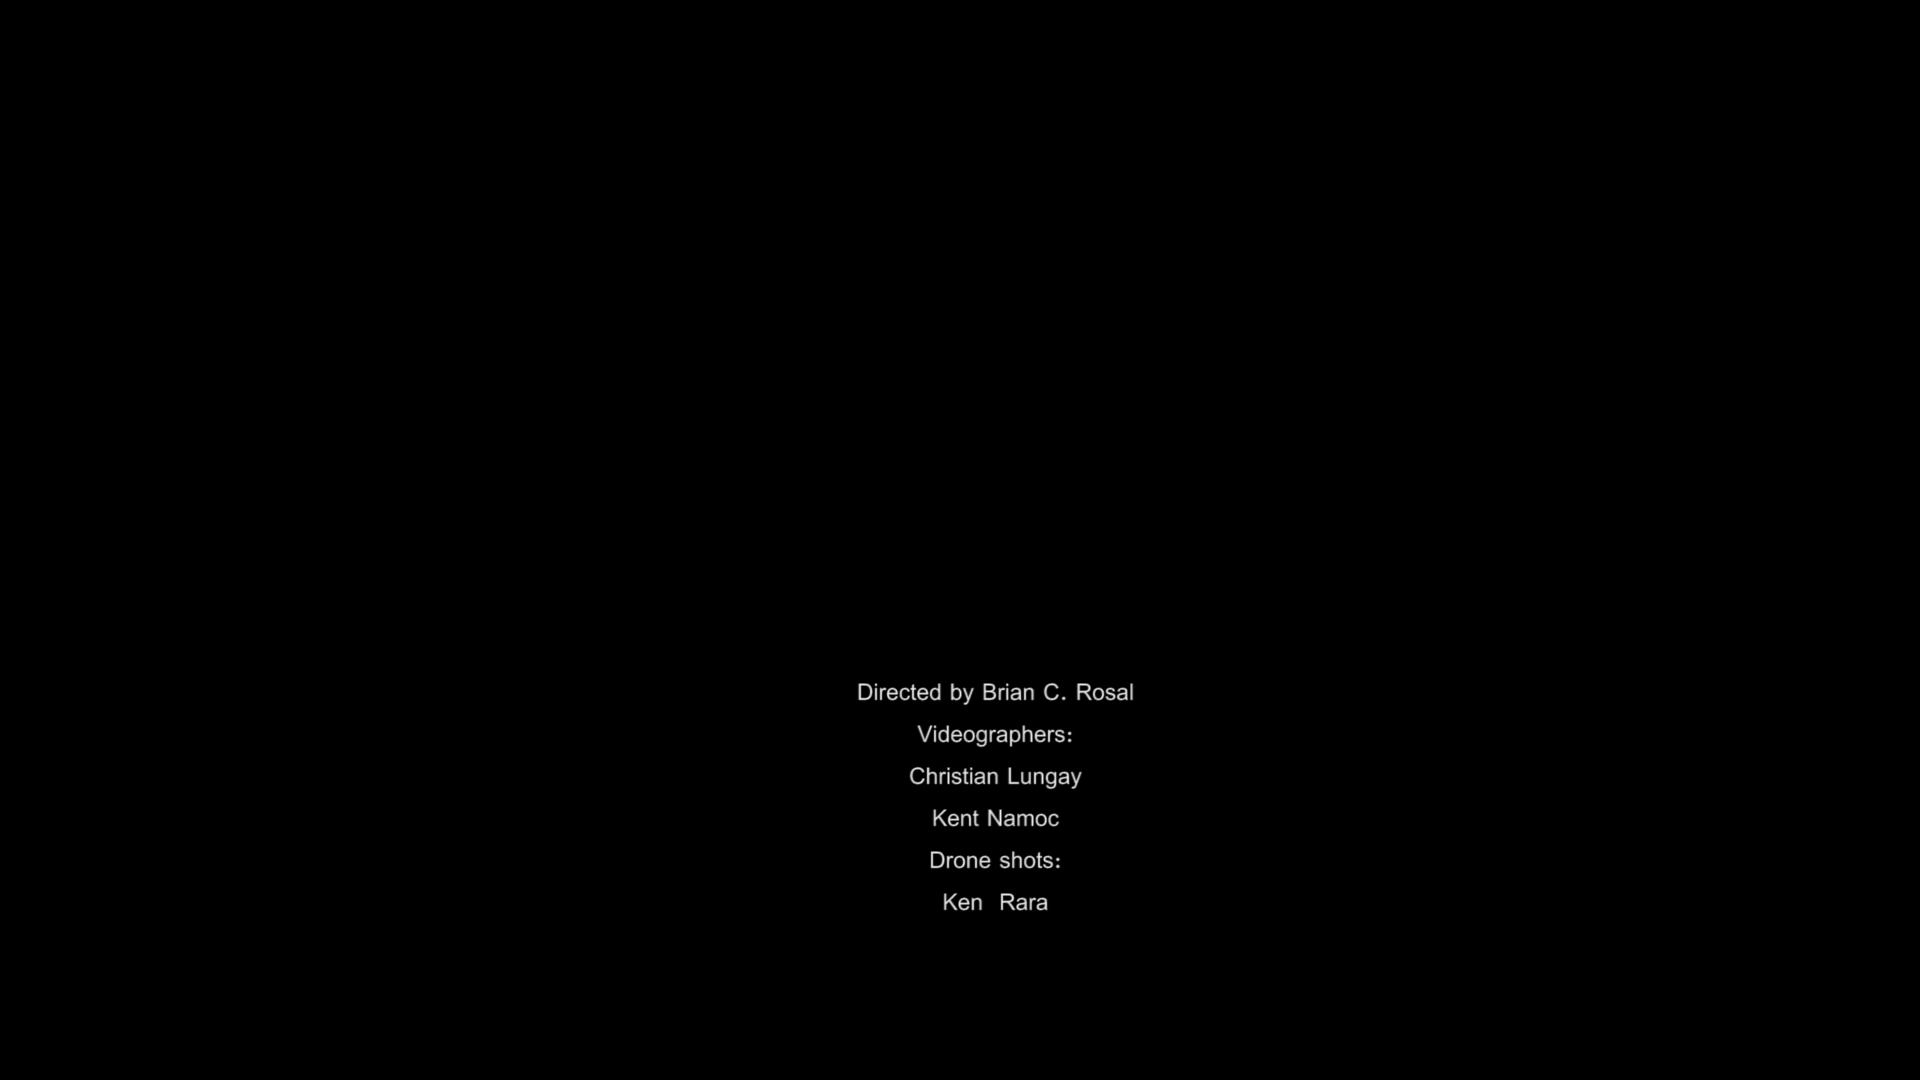 Directed by Brian C. Rosal
Videographers:
Christian Lungay
Kent Namoc
Drone shots:
Ken  Rara